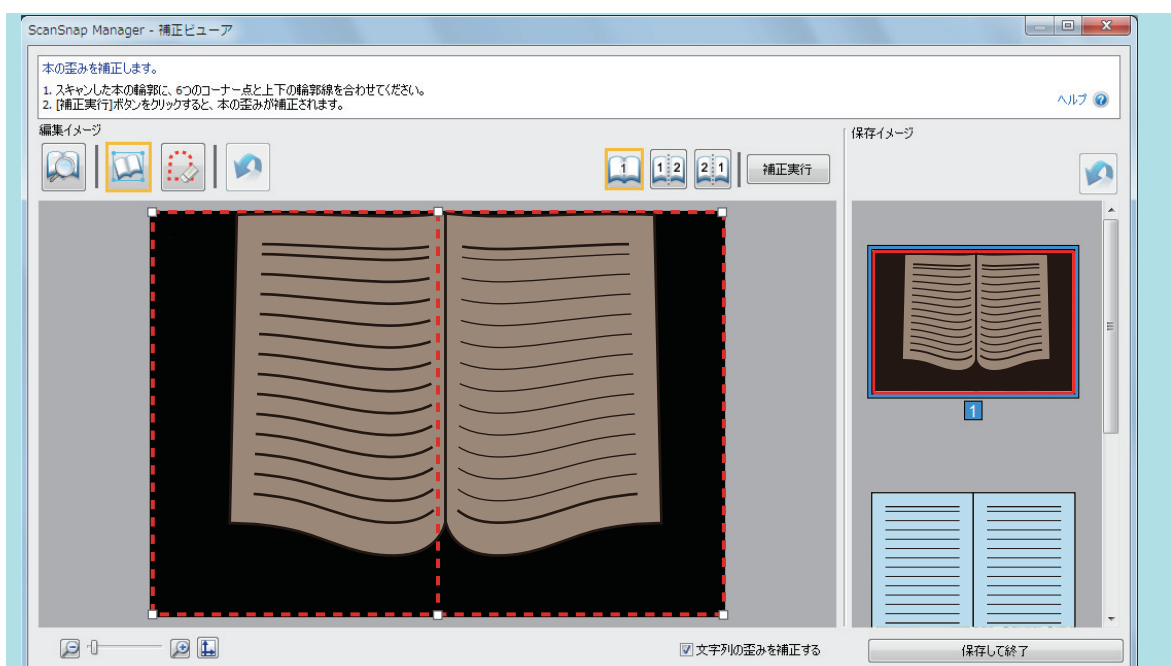 ScanSnap Manager - 補正ビューア
本の歪みを補正します。
1. スキャンした本の輪郭に、6つのコーナー点と上下の輪郭線を合わせてください。
2. [補正実行]ボタンをクリックすると、本の歪みが補正されます。
ヘルプ ?
編集イメージ
保存イメージ
1
1 2
2 1
補正実行
1
文字列の歪みを補正する
保存して終了